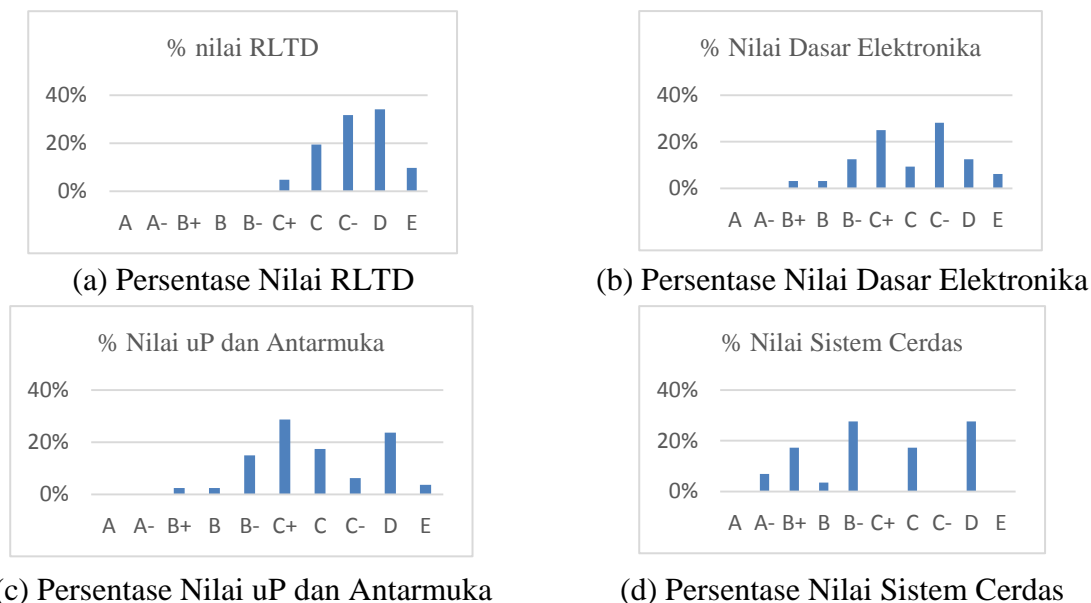 % nilai RLTD
40%
20%
0%
A A- B+ B B- C+ C C- D E
(a) Persentase Nilai RLTD
% Nilai Dasar Elektronika
40%
20%
0%
A A- B+ B B- C+ C C- D E
(b) Persentase Nilai Dasar Elektronika
% Nilai uP dan Antarmuka
40%
20%
0%
A A- B+ B B- C+ C C- D E
(c) Persentase Nilai uP dan Antarmuka
% Nilai Sistem Cerdas
40%
20%
0%
A A- B+ B B- C+ C C- D E
(d) Persentase Nilai Sistem Cerdas